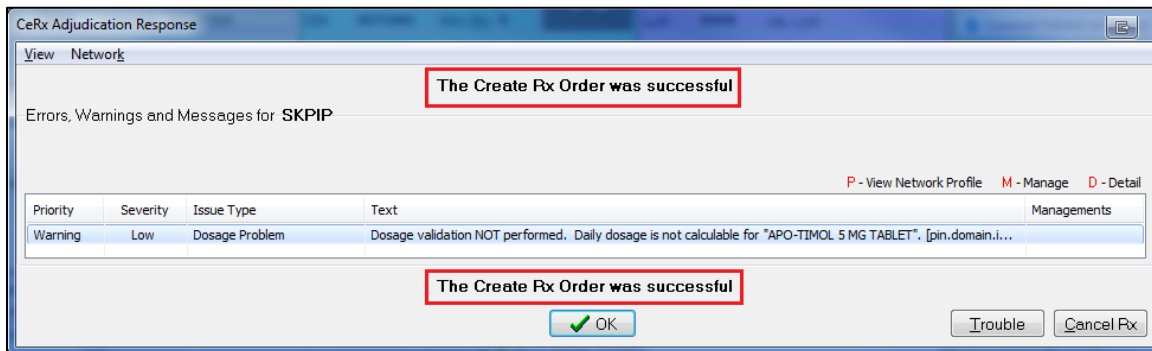 CeRx Adjudication Response
View Network
The Create Rx Order was successful
Errors, Warnings and Messages for SKPIP
P - View Network Profile M - Manage D - Detail
Priority Severity Issue Type Text Managements
Warning Low Dosage Problem Dosage validation NOT performed. Daily dosage is not calculable for "APO-TIMOL 5 MG TABLET". [pin.domain.i...
The Create Rx Order was successful
OK Trouble Cancel Rx